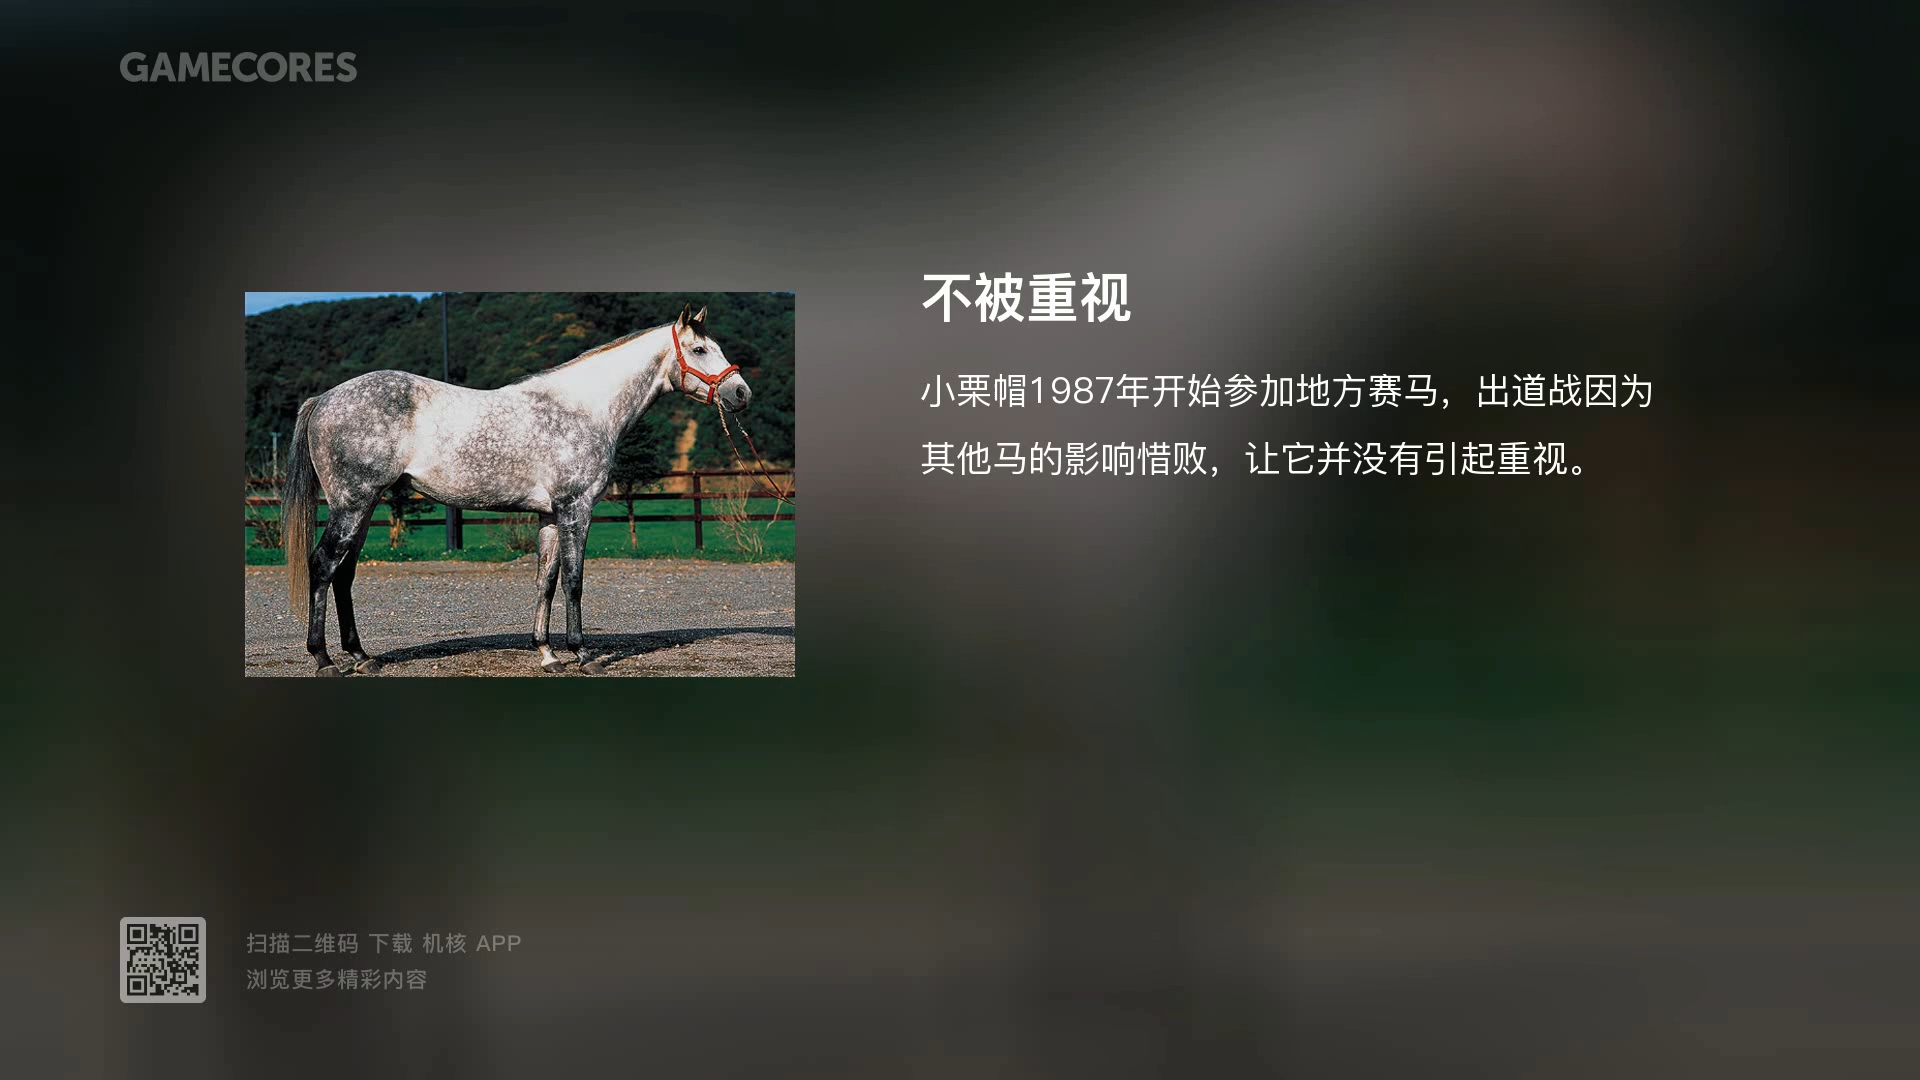 GAMECORES
不被重视
小栗帽1987年开始参加地方赛马，出道战因为
其他马的影响惜败，让它并没有引起重视。
扫描二维码 下载 机核 APP
浏览更多精彩内容